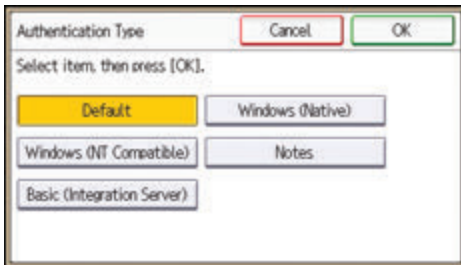 Authentication Type Cancel OK
Select item, then press [OK].
Default Windows (Native)
Windows (NT Compatible) Notes
Basic (Integration Server)